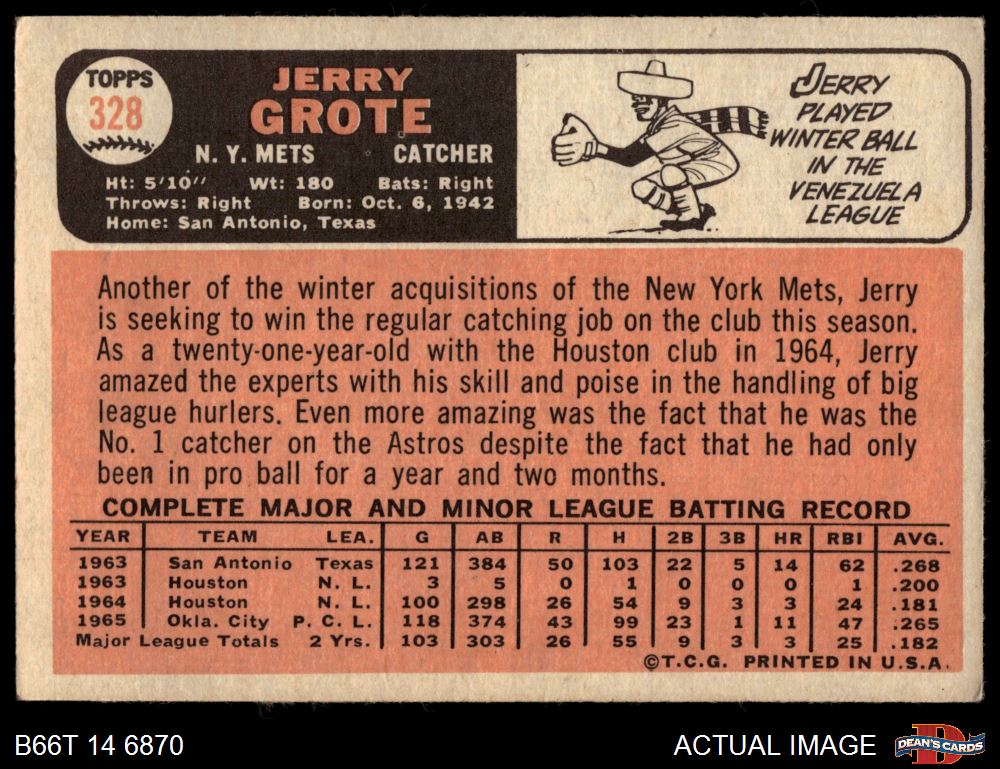 TOPPS
328
JERRY
GROTE
N. Y. METS CATCHER
Ht: 5'10" Wt: 180 Bats: Right
Throws: Right Born: Oct. 6, 1942
Home: San Antonio, Texas
JERRY
PLAYED
WINTER BALL
IN THE
VENEZUELA
LEAGUE
Another of the winter acquisitions of the New York Mets, Jerry
is seeking to win the regular catching job on the club this season.
As a twenty-one-year-old with the Houston club in 1964, Jerry
amazed the experts with his skill and poise in the handling of big
league hurlers. Even more amazing was the fact that he was the
No. 1 catcher on the Astros despite the fact that he had only
been in pro ball for a year and two months.
COMPLETE MAJOR AND MINOR LEAGUE BATTING RECORD
YEAR TEAM LEA. G AB R H 2B 3B HR RBI AVG.
1963 San Antonio Texas 121 384 50 103 22 5 14 62 .268
1963 Houston N. L. 3 5 0 1 0 0 0 1 .200
1964 Houston N. L. 100 298 26 54 9 3 3 24 .181
1965 Okla. City P. C. L. 118 374 43 99 23 1 11 47 .265
Major League Totals 2 Yrs. 103 303 26 55 9 3 3 25 .182
©T.C.G. PRINTED IN U.S.A.
B66T 14 6870
ACTUAL IMAGE
D
DEAN'S CARDS